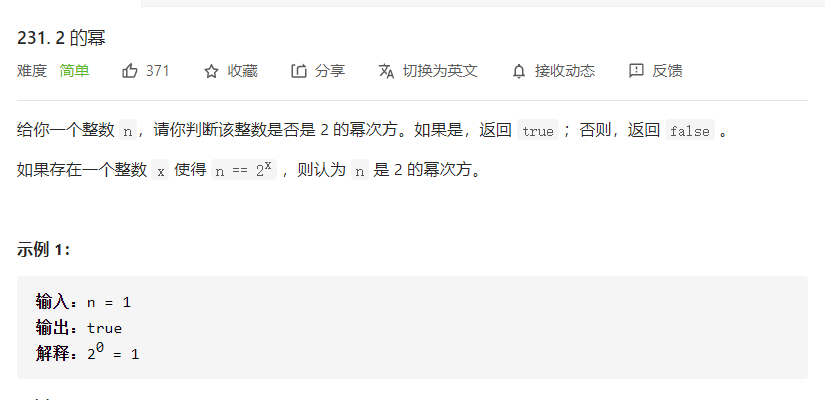 231. 2 的幂
难度 简单 371 收藏 分享 切换为英文 接收动态 反馈
给你一个整数 n，请你判断该整数是否是 2 的幂次方。如果是，返回 true ；否则，返回 false 。
如果存在一个整数 x 使得 n == 2ˣ ，则认为 n 是 2 的幂次方。
示例 1：
输入：n = 1
输出：true
解释：2⁰ = 1